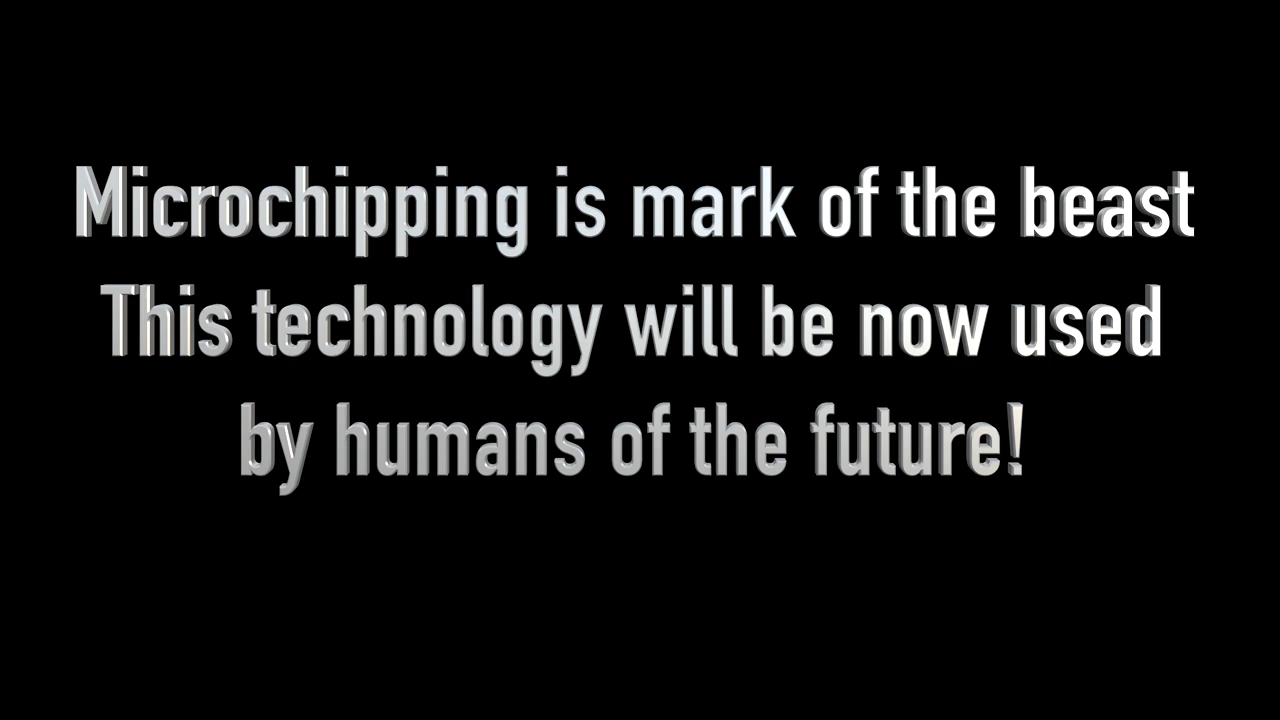 Microchipping is mark of the beast
This technology will be now used
by humans of the future!